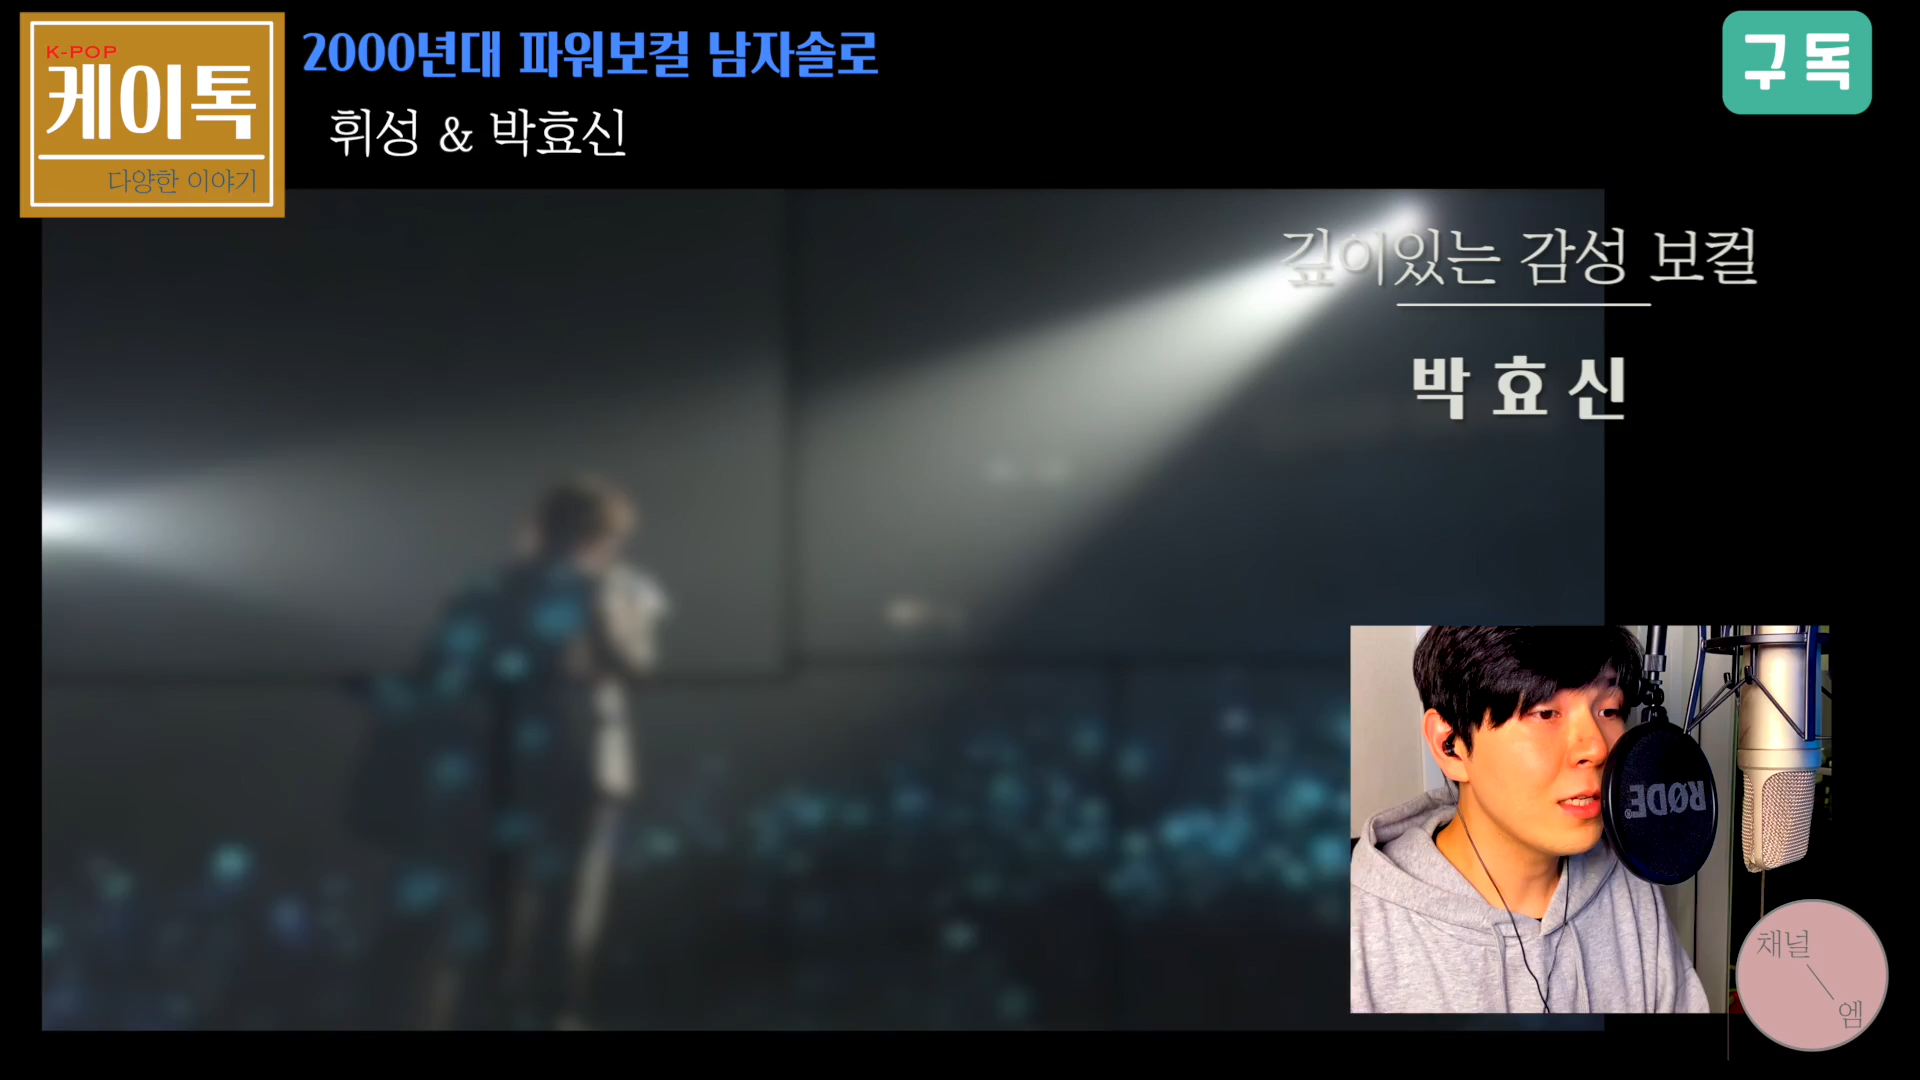 K-POP
케이톡
다양한 이야기
2000년대 파워보컬 남자솔로
휘성 & 박효신
구독
깊이있는 감성 보컬
박효신
RØDE®
채널
엠